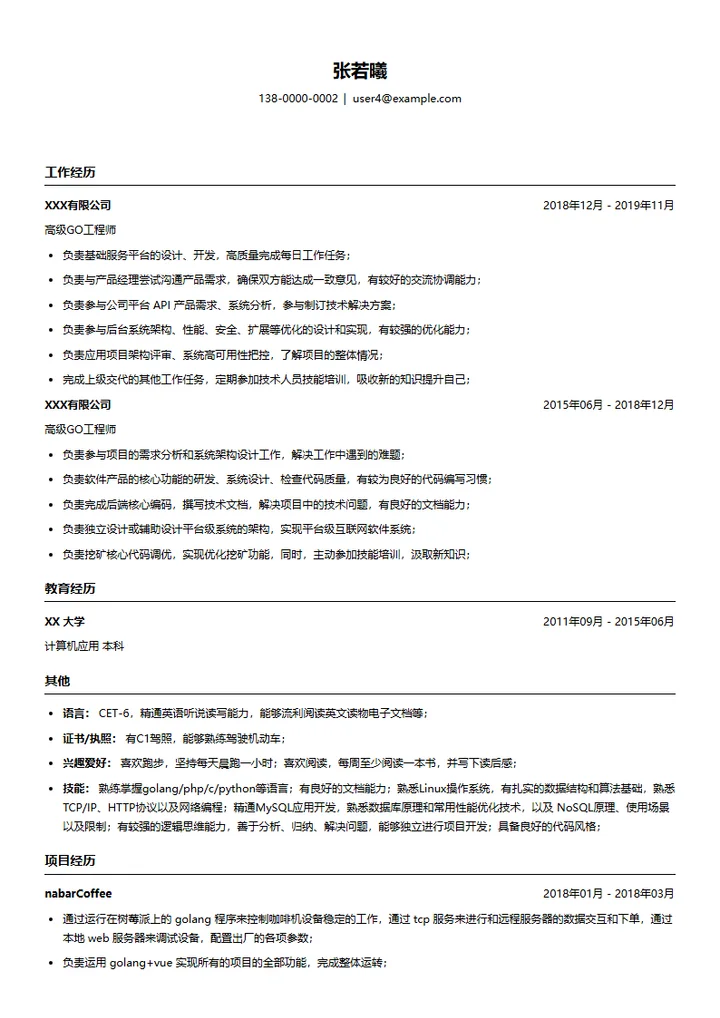 张若曦
138-0000-0002 | user4@example.com
工作经历
XXX有限公司 2018年12月 - 2019年11月
高级GO工程师
• 负责基础服务平台的设计、开发，高质量完成每日工作任务；
• 负责与产品经理尝试沟通产品需求，确保双方能达成一致意见，有较好的交流协调能力；
• 负责参与公司平台 API 产品需求、系统分析，参与制订技术解决方案；
• 负责参与后台系统架构、性能、安全、扩展等优化的设计和实现，有较强的优化能力；
• 负责应用项目架构评审、系统高可用性把控，了解项目的整体情况；
• 完成上级交代的其他工作任务，定期参加技术人员技能培训，吸收新的知识提升自己；
XXX有限公司 2015年06月 - 2018年12月
高级GO工程师
• 负责参与项目的需求分析和系统架构设计工作，解决工作中遇到的难题；
• 负责软件产品的核心功能的研发、系统设计、检查代码质量，有较为良好的代码编写习惯；
• 负责完成后端核心编码，撰写技术文档，解决项目中的技术问题，有良好的文档能力；
• 负责独立设计或辅助设计平台级系统的架构，实现平台级互联网软件系统；
• 负责挖矿核心代码调优，实现优化挖矿功能，同时，主动参加技能培训，汲取新知识；
教育经历
XX 大学 2011年09月 - 2015年06月
计算机应用 本科
其他
• 语言： CET-6，精通英语听说读写能力，能够流利阅读英文读物电子文档等；
• 证书/执照： 有C1驾照，能够熟练驾驶机动车；
• 兴趣爱好： 喜欢跑步，坚持每天晨跑一小时；喜欢阅读，每周至少阅读一本书，并写下读后感；
• 技能： 熟练掌握golang/php/c/python等语言；有良好的文档能力；熟悉Linux操作系统，有扎实的数据结构和算法基础，熟悉
TCP/IP、HTTP协议以及网络编程；精通MySQL应用开发，熟悉数据库原理和常用性能优化技术，以及 NoSQL原理、使用场景
以及限制；有较强的逻辑思维能力，善于分析、归纳、解决问题，能够独立进行项目开发；具备良好的代码风格；
项目经历
nabarCoffee 2018年01月 - 2018年03月
• 通过运行在树莓派上的 golang 程序来控制咖啡机设备稳定的工作，通过 tcp 服务来进行和远程服务器的数据交互和下单，通过
本地 web 服务器来调试设备，配置出厂的各项参数；
• 负责运用 golang+vue 实现所有的项目的全部功能，完成整体运转；